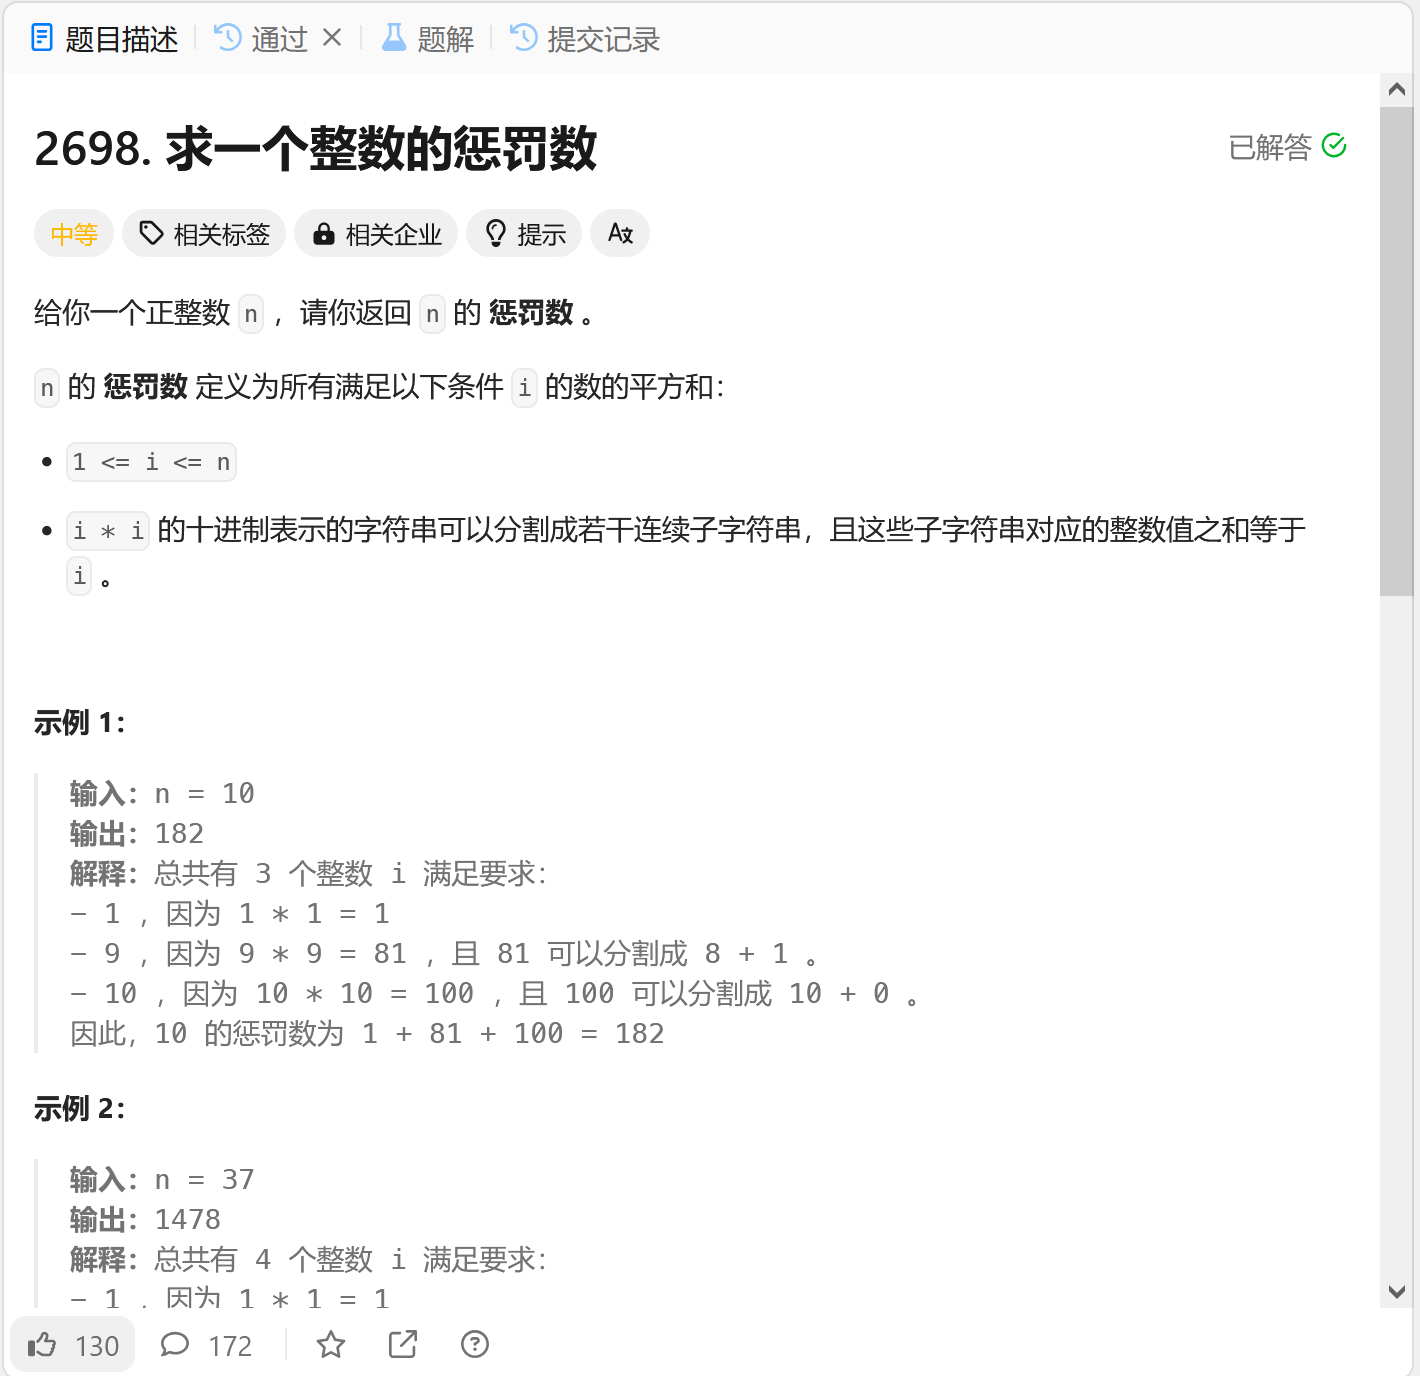 题目描述 通过 题解 提交记录
2698. 求一个整数的惩罚数 已解答
中等 相关标签 相关企业 提示 Az
给你一个正整数 n ，请你返回 n 的 惩罚数 。
n 的 惩罚数 定义为所有满足以下条件 i 的数的平方和：
• 1 <= i <= n
• i * i 的十进制表示的字符串可以分割成若干连续子字符串，且这些子字符串对应的整数值之和等于
i 。
示例 1：
输入：n = 10
输出：182
解释：总共有 3 个整数 i 满足要求：
- 1 ，因为 1 * 1 = 1
- 9 ，因为 9 * 9 = 81 ，且 81 可以分割成 8 + 1 。
- 10 ，因为 10 * 10 = 100 ，且 100 可以分割成 10 + 0 。
因此，10 的惩罚数为 1 + 81 + 100 = 182
示例 2：
输入：n = 37
输出：1478
解释：总共有 4 个整数 i 满足要求：
- 1 ，因为 1 * 1 = 1
130 172